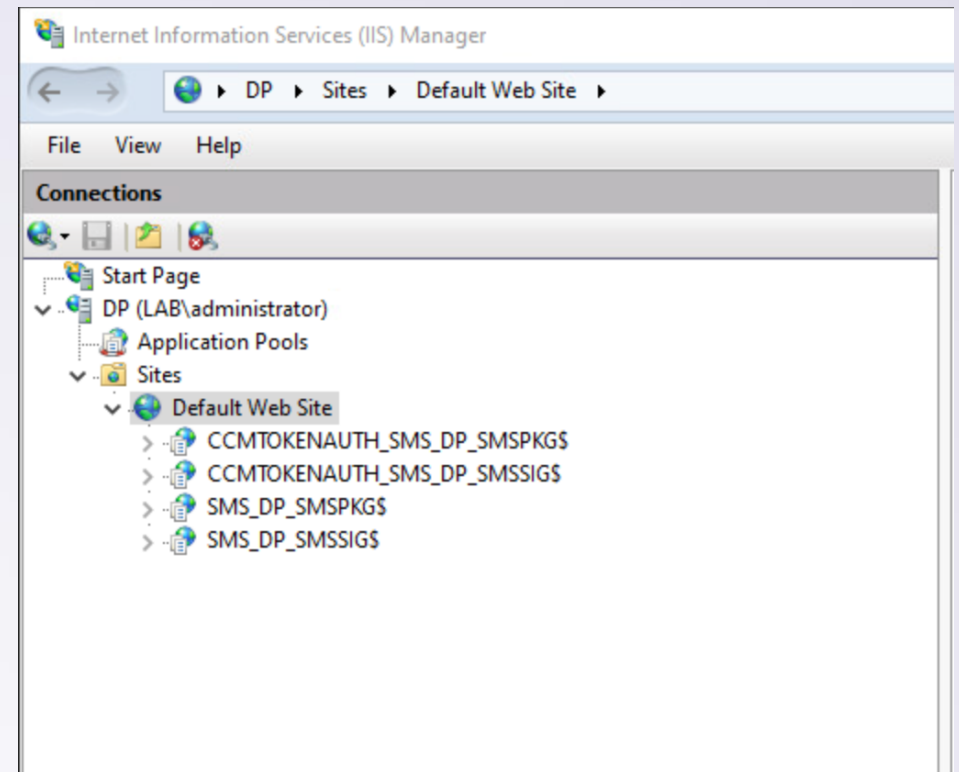 Internet Information Services (IIS) Manager
DP Sites Default Web Site
File View Help
Connections
Start Page
DP (LAB\administrator)
Application Pools
Sites
Default Web Site
CCMTOKENAUTH_SMS_DP_SMSPKG$
CCMTOKENAUTH_SMS_DP_SMSSIG$
SMS_DP_SMSPKG$
SMS_DP_SMSSIG$